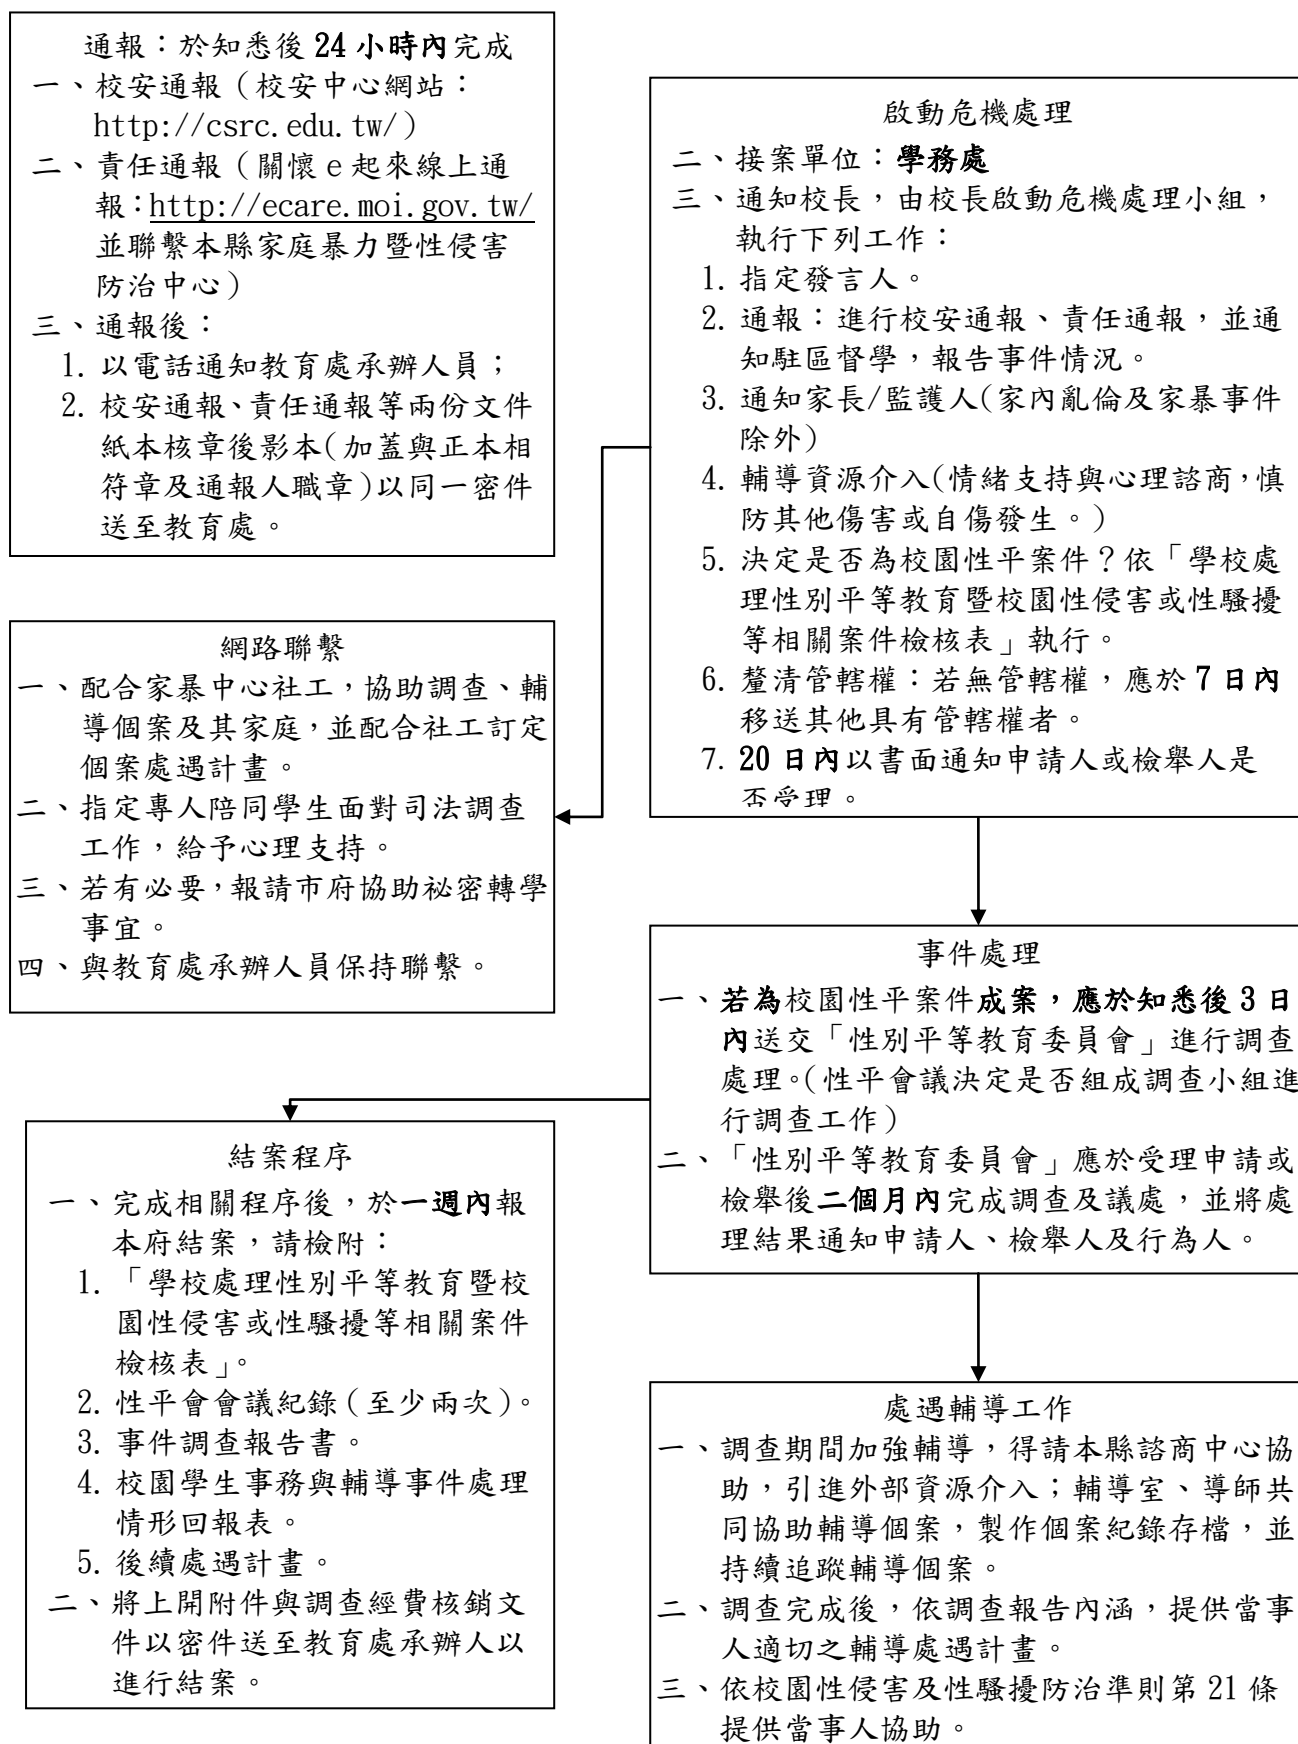 通報：於知悉後 24 小時內完成
一、校安通報（校安中心網站：
http://csrc.edu.tw/）
二、責任通報（關懷 e 起來線上通
報：http://ecare.moi.gov.tw/
並聯繫本縣家庭暴力暨性侵害
防治中心）
三、通報後：
1. 以電話通知教育處承辦人員；
2. 校安通報、責任通報等兩份文件
紙本核章後影本(加蓋與正本相
符章及通報人職章)以同一密件
送至教育處。
啟動危機處理
二、接案單位：學務處
三、通知校長，由校長啟動危機處理小組，
執行下列工作：
1. 指定發言人。
2. 通報：進行校安通報、責任通報，並通
知駐區督學，報告事件情況。
3. 通知家長/監護人(家內亂倫及家暴事件
除外)
4. 輔導資源介入(情緒支持與心理諮商，慎
防其他傷害或自傷發生。)
5. 決定是否為校園性平案件？依「學校處
理性別平等教育暨校園性侵害或性騷擾
等相關案件檢核表」執行。
6. 釐清管轄權：若無管轄權，應於 7 日內
移送其他具有管轄權者。
7. 20 日內以書面通知申請人或檢舉人是
否受理。
網路聯繫
一、配合家暴中心社工，協助調查、輔
導個案及其家庭，並配合社工訂定
個案處遇計畫。
二、指定專人陪同學生面對司法調查
工作，給予心理支持。
三、若有必要，報請市府協助祕密轉學
事宜。
四、與教育處承辦人員保持聯繫。
事件處理
一、若為校園性平案件成案，應於知悉後 3 日
內送交「性別平等教育委員會」進行調查
處理。(性平會議決定是否組成調查小組進
行調查工作)
二、「性別平等教育委員會」應於受理申請或
檢舉後二個月內完成調查及議處，並將處
理結果通知申請人、檢舉人及行為人。
結案程序
一、完成相關程序後，於一週內報
本府結案，請檢附：
1. 「學校處理性別平等教育暨校
園性侵害或性騷擾等相關案件
檢核表」。
2. 性平會會議紀錄（至少兩次）。
3. 事件調查報告書。
4. 校園學生事務與輔導事件處理
情形回報表。
5. 後續處遇計畫。
二、將上開附件與調查經費核銷文
件以密件送至教育處承辦人以
進行結案。
處遇輔導工作
一、調查期間加強輔導，得請本縣諮商中心協
助，引進外部資源介入；輔導室、導師共
同協助輔導個案，製作個案紀錄存檔，並
持續追蹤輔導個案。
二、調查完成後，依調查報告內涵，提供當事
人適切之輔導處遇計畫。
三、依校園性侵害及性騷擾防治準則第 21 條
提供當事人協助。